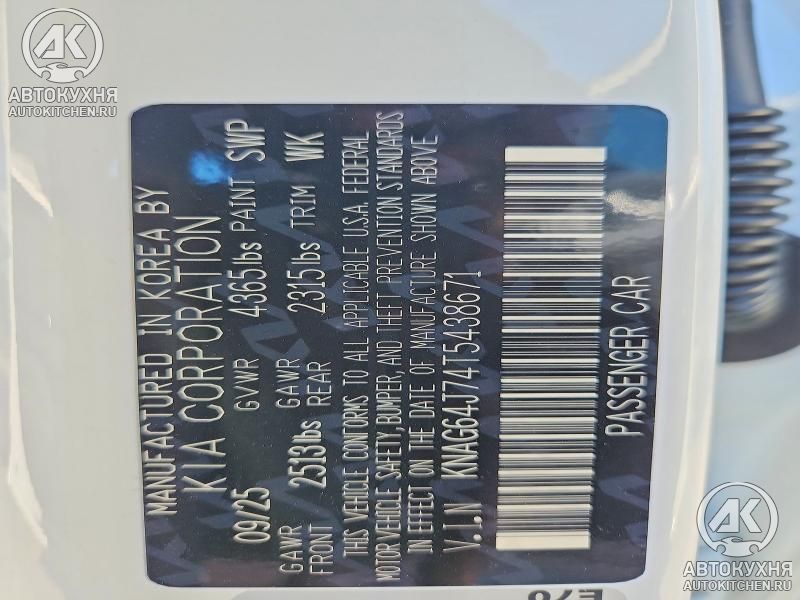 AK
АВТОКУХНЯ
AUTOKITCHEN.RU
MANUFACTURED IN KOREA BY
KIA CORPORATION
09/25 GVWR 4365lbs PAINT SWP
GAWR FRONT 2513lbs GAWR REAR 2315lbs TRIM WK
THIS VEHICLE CONFORMS TO ALL APPLICABLE U.S.A. FEDERAL
MOTOR VEHICLE SAFETY, BUMPER, AND THEFT PREVENTION STANDARDS
IN EFFECT ON THE DATE OF MANUFACTURE SHOWN ABOVE
V.I.N KNAG64J74T5438671
PASSENGER CAR
AK
АВТОКУХНЯ
AUTOKITCHEN.RU